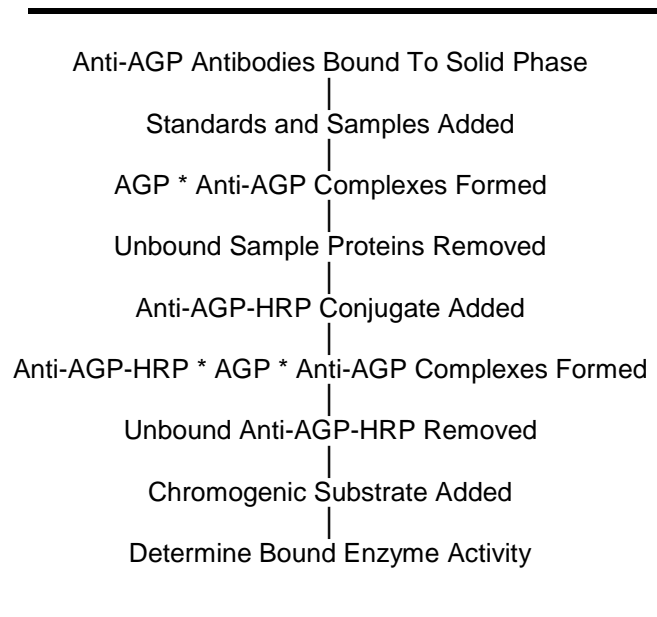 Anti-AGP Antibodies Bound To Solid Phase
Standards and Samples Added
AGP * Anti-AGP Complexes Formed
Unbound Sample Proteins Removed
Anti-AGP-HRP Conjugate Added
Anti-AGP-HRP * AGP * Anti-AGP Complexes Formed
Unbound Anti-AGP-HRP Removed
Chromogenic Substrate Added
Determine Bound Enzyme Activity